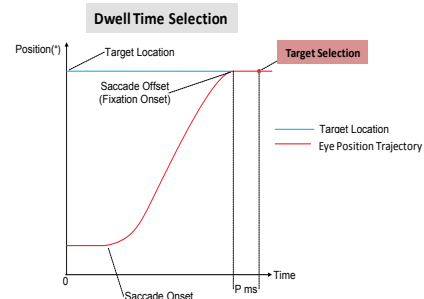 Dwell Time Selection
Position(°)
Target Location
Target Selection
Saccade Offset
(Fixation Onset)
Target Location
Eye Position Trajectory
0
Time
P ms
Saccade Onset